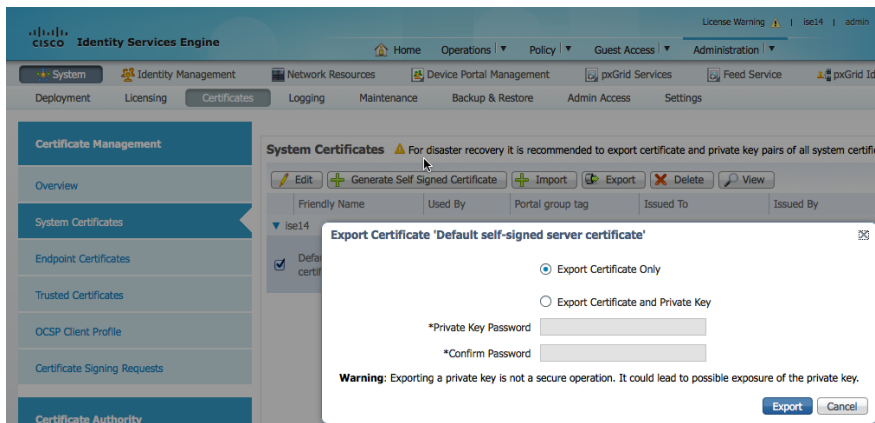 License Warning | ise14 | admin
cisco Identity Services Engine
Home Operations | Policy | Guest Access | Administration |
System Identity Management Network Resources Device Portal Management pxGrid Services Feed Service pxGrid Id
Deployment Licensing Certificates Logging Maintenance Backup & Restore Admin Access Settings
Certificate Management
Overview
System Certificates
Endpoint Certificates
Trusted Certificates
OCSP Client Profile
Certificate Signing Requests
Certificate Authority
System Certificates For disaster recovery it is recommended to export certificate and private key pairs of all system certifi
Edit Generate Self Signed Certificate Import Export Delete View
Friendly Name Used By Portal group tag Issued To Issued By
ise14
Defa
certif
Export Certificate 'Default self-signed server certificate'
Export Certificate Only
Export Certificate and Private Key
*Private Key Password
*Confirm Password
Warning: Exporting a private key is not a secure operation. It could lead to possible exposure of the private key.
Export Cancel